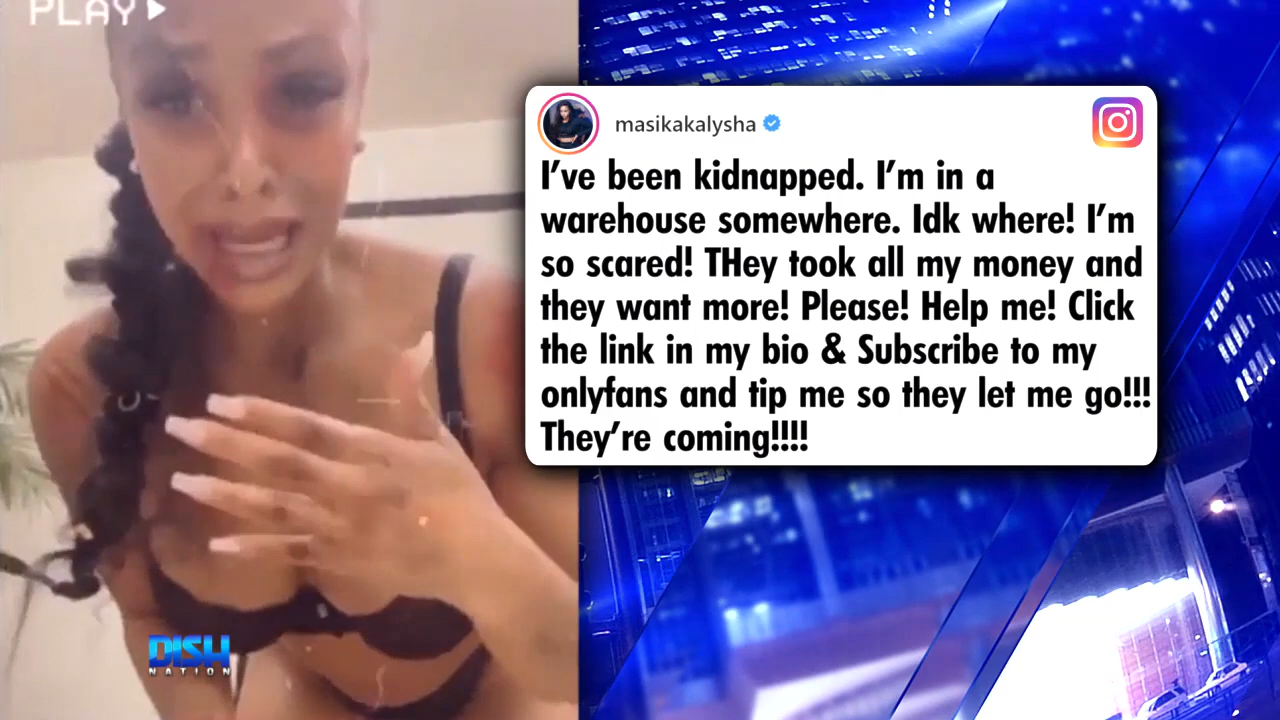 PLAY
masikakalysha
I've been kidnapped. I'm in a
warehouse somewhere. Idk where! I'm
so scared! THey took all my money and
they want more! Please! Help me! Click
the link in my bio & Subscribe to my
onlyfans and tip me so they let me go!!!
They're coming!!!!
DISH
NATION